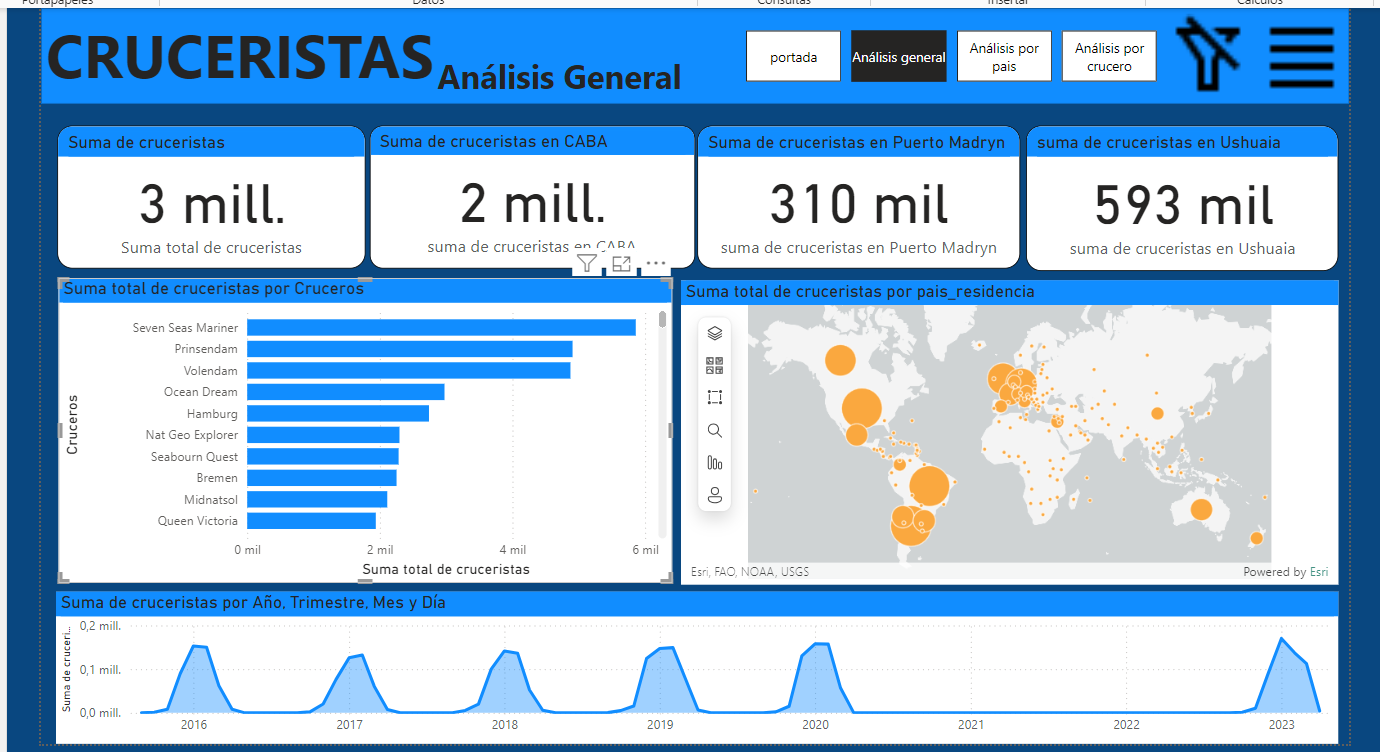 Portapapeles Datos Consultas Insertar Cálculos
CRUCERISTAS Análisis General
portada
Análisis general
Análisis por
pais
Análisis por
crucero
Suma de cruceristas
3 mill.
Suma total de cruceristas
Suma de cruceristas en CABA
2 mill.
suma de cruceristas en CABA
Suma de cruceristas en Puerto Madryn
310 mil
suma de cruceristas en Puerto Madryn
suma de cruceristas en Ushuaia
593 mil
suma de cruceristas en Ushuaia
Suma total de cruceristas por Cruceros
Cruceros
Seven Seas Mariner
Prinsendam
Volendam
Ocean Dream
Hamburg
Nat Geo Explorer
Seabourn Quest
Bremen
Midnatsol
Queen Victoria
0 mil 2 mil 4 mil 6 mil
Suma total de cruceristas
Suma total de cruceristas por pais_residencia
Esri, FAO, NOAA, USGS
Powered by Esri
Suma de cruceristas por Año, Trimestre, Mes y Día
Suma de cruceri...
0,2 mill.
0,1 mill.
0,0 mill.
2016 2017 2018 2019 2020 2021 2022 2023